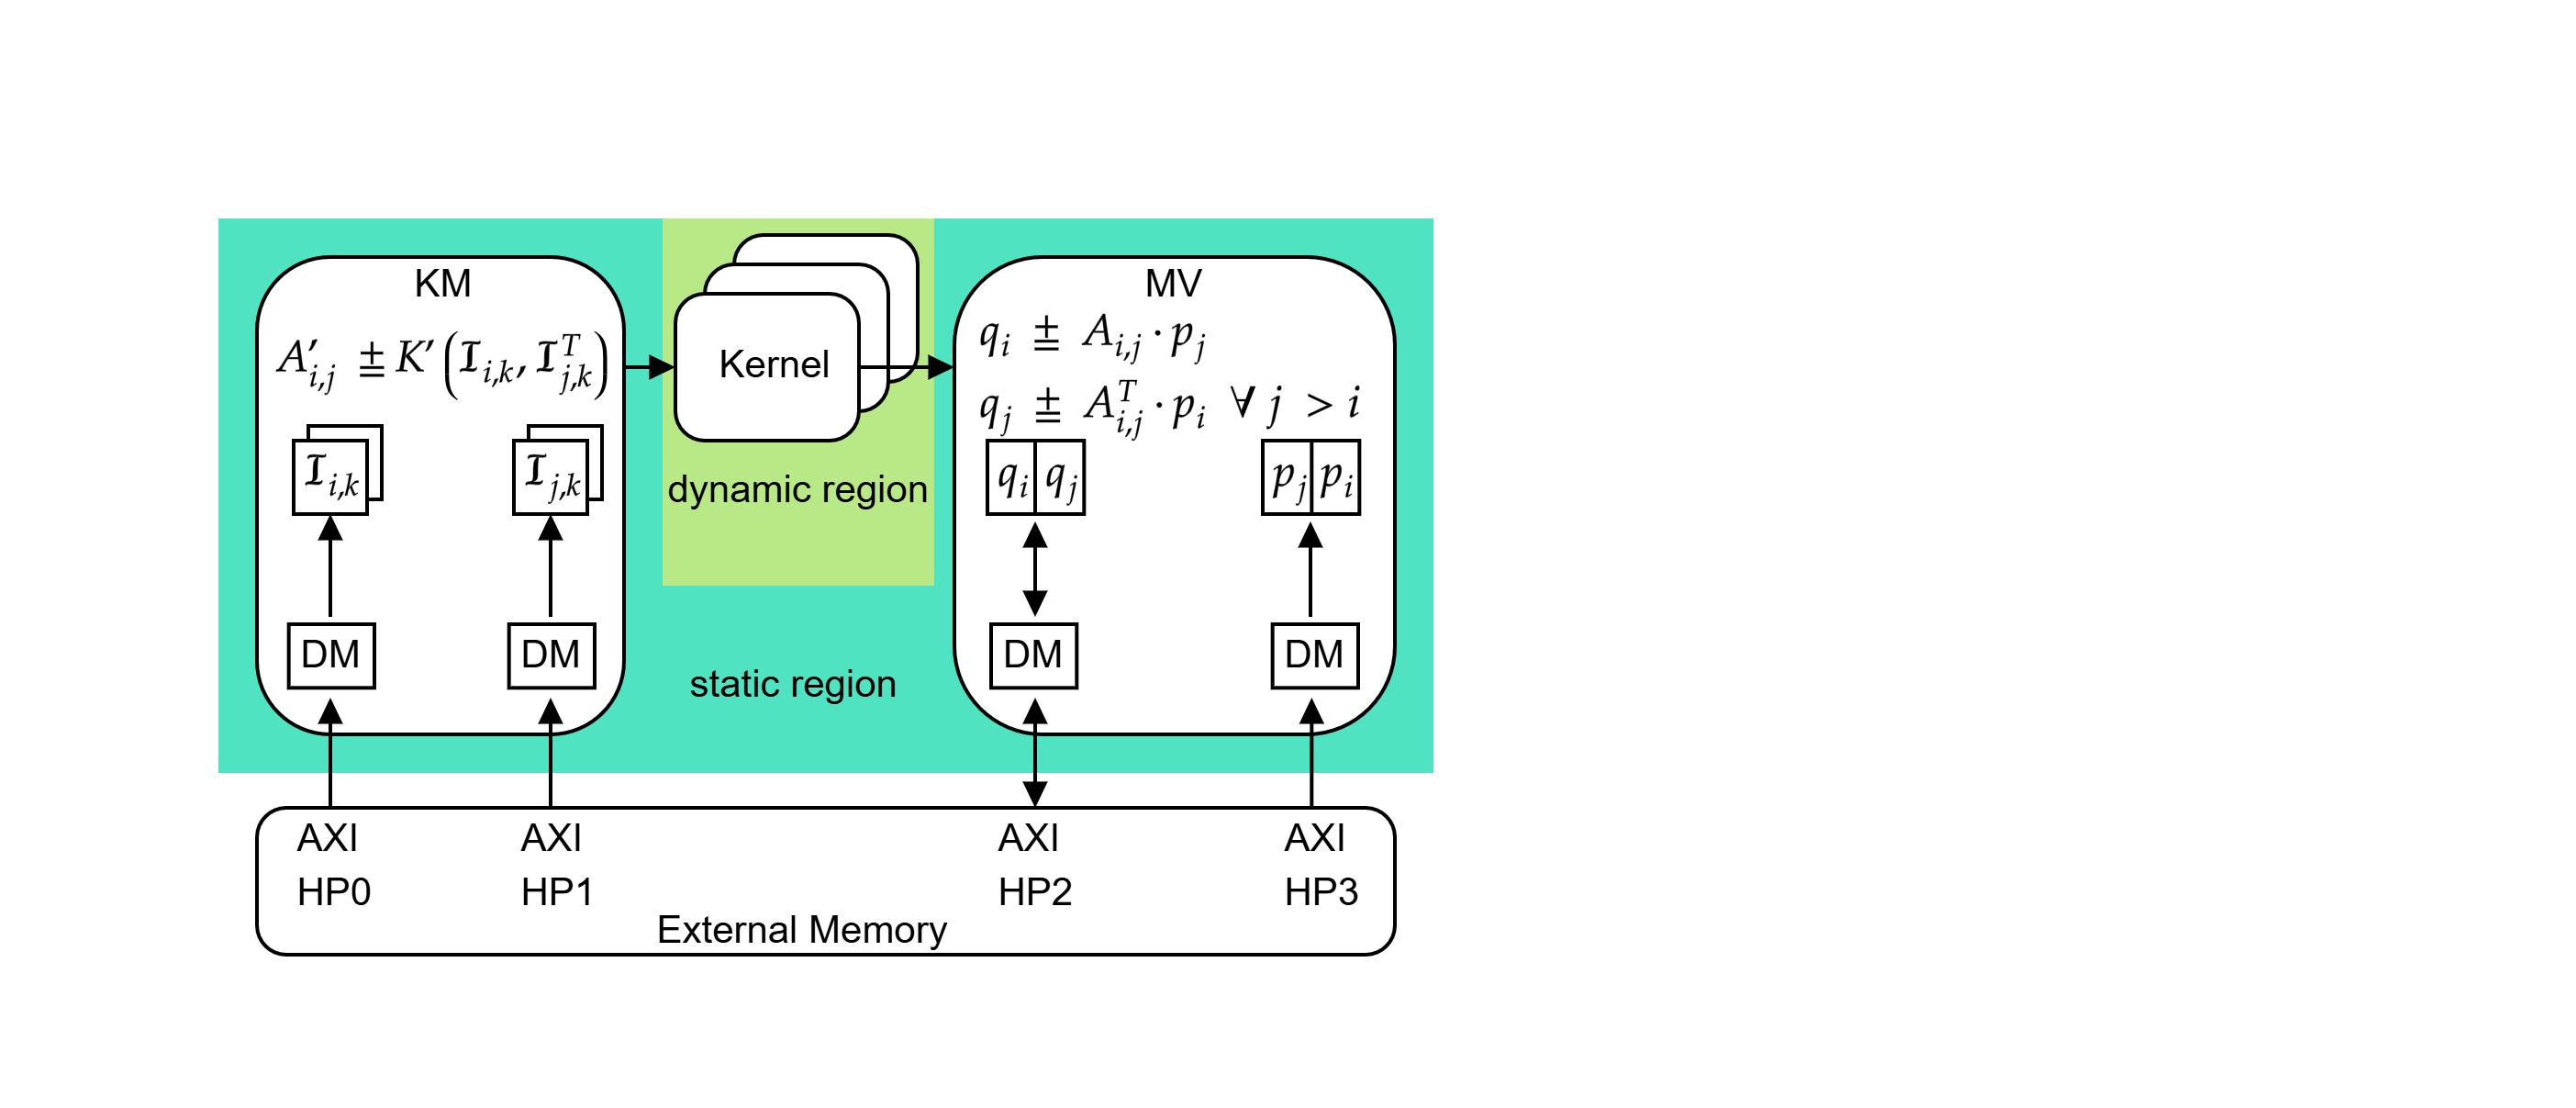 KM
A′i,j ± = K′(𝕴i,k, 𝕴ᵀj,k)
𝕴i,k
𝕴j,k
DM
DM
Kernel
dynamic region
static region
MV
qi ± = Ai,j · pj
qj ± = Aᵀi,j · pi ∀ j > i
qi qj
pj pi
DM
DM
AXI HP0
AXI HP1
AXI HP2
AXI HP3
External Memory